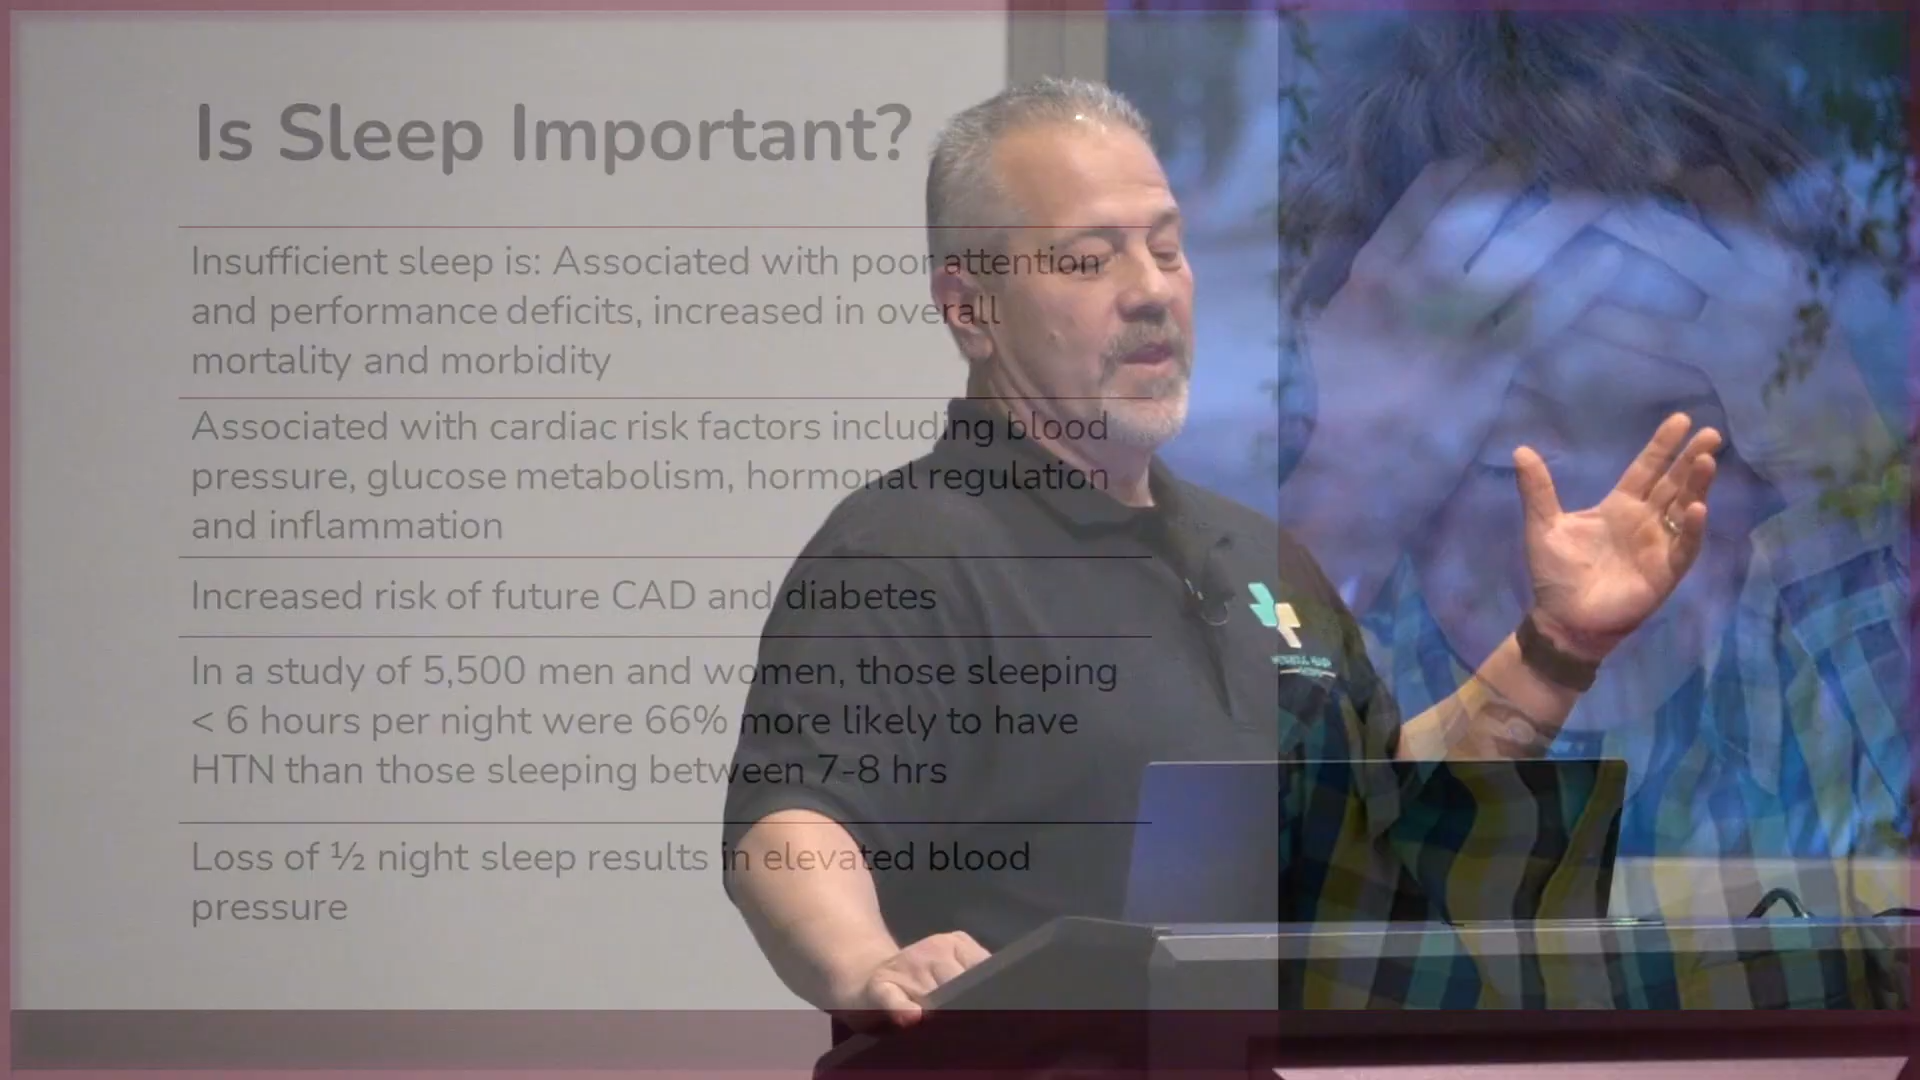 Is Sleep Important?
Insufficient sleep is: Associated with poor attention
and performance deficits, increased in overall
mortality and morbidity
Associated with cardiac risk factors including blood
pressure, glucose metabolism, hormonal regulation
and inflammation
Increased risk of future CAD and diabetes
In a study of 5,500 men and women, those sleeping
< 6 hours per night were 66% more likely to have
HTN than those sleeping between 7-8 hrs
Loss of ½ night sleep results in elevated blood
pressure